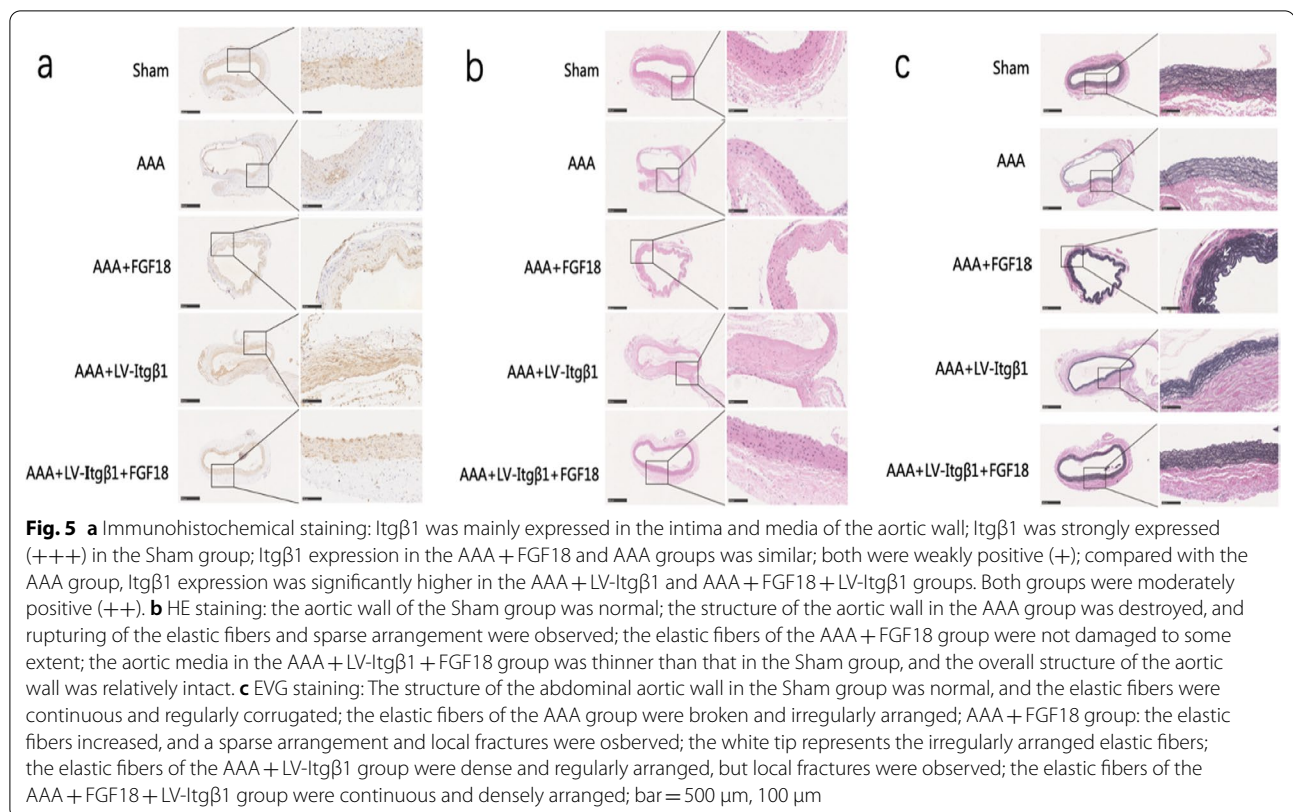 a
Sham
AAA
AAA+FGF18
AAA+LV-Itgβ1
AAA+LV-Itgβ1+FGF18
b
Sham
AAA
AAA+FGF18
AAA+LV-Itgβ1
AAA+LV-Itgβ1+FGF18
c
Sham
AAA
AAA+FGF18
AAA+LV-Itgβ1
AAA+LV-Itgβ1+FGF18
Fig. 5 a Immunohistochemical staining: Itgβ1 was mainly expressed in the intima and media of the aortic wall; Itgβ1 was strongly expressed
(+++) in the Sham group; Itgβ1 expression in the AAA + FGF18 and AAA groups was similar; both were weakly positive (+); compared with the
AAA group, Itgβ1 expression was significantly higher in the AAA + LV-Itgβ1 and AAA + FGF18 + LV-Itgβ1 groups. Both groups were moderately
positive (++). b HE staining: the aortic wall of the Sham group was normal; the structure of the aortic wall in the AAA group was destroyed, and
rupturing of the elastic fibers and sparse arrangement were observed; the elastic fibers of the AAA + FGF18 group were not damaged to some
extent; the aortic media in the AAA + LV-Itgβ1 + FGF18 group was thinner than that in the Sham group, and the overall structure of the aortic
wall was relatively intact. c EVG staining: The structure of the abdominal aortic wall in the Sham group was normal, and the elastic fibers were
continuous and regularly corrugated; the elastic fibers of the AAA group were broken and irregularly arranged; AAA + FGF18 group: the elastic
fibers increased, and a sparse arrangement and local fractures were osberved; the white tip represents the irregularly arranged elastic fibers;
the elastic fibers of the AAA + LV-Itgβ1 group were dense and regularly arranged, but local fractures were observed; the elastic fibers of the
AAA + FGF18 + LV-Itgβ1 group were continuous and densely arranged; bar = 500 μm, 100 μm